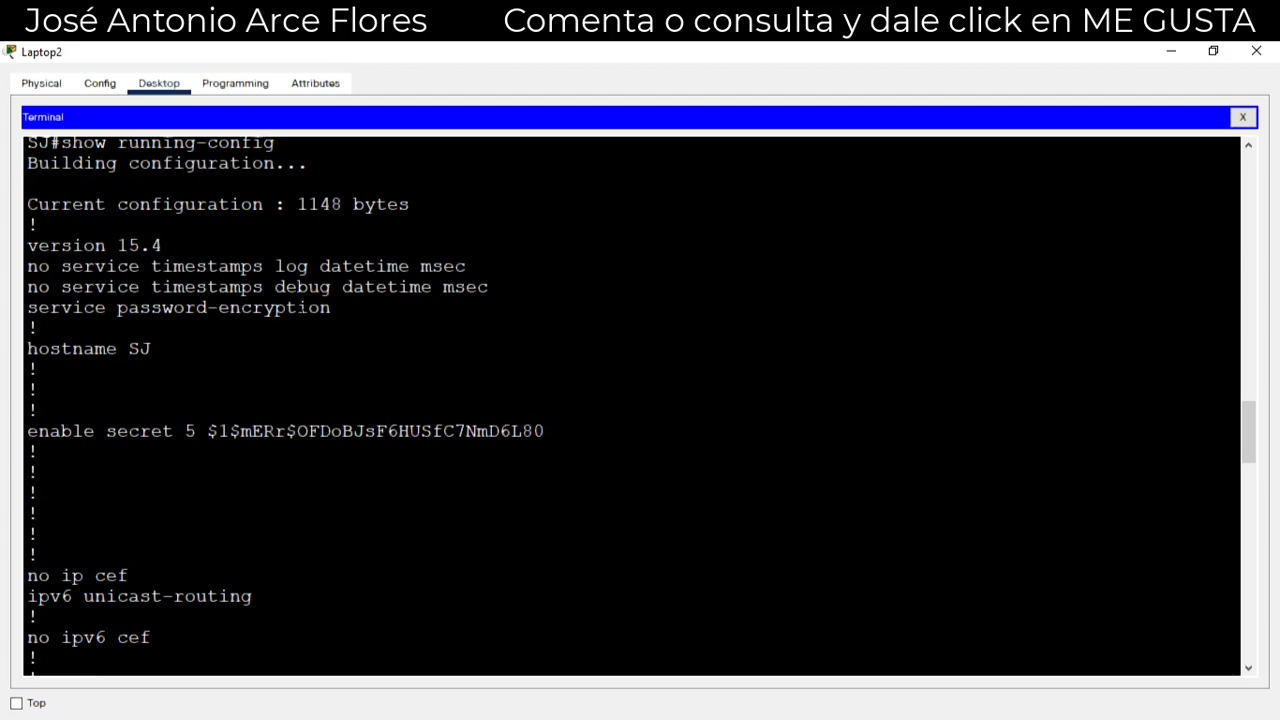 José Antonio Arce Flores
Comenta o consulta y dale click en ME GUSTA
Laptop2
Physical Config Desktop Programming Attributes
Terminal X
SJ#show running-config
Building configuration...
Current configuration : 1148 bytes
!
version 15.4
no service timestamps log datetime msec
no service timestamps debug datetime msec
service password-encryption
!
hostname SJ
!
!
!
enable secret 5 $1$mERr$OFDoBJsF6HUSfC7NmD6L80
!
!
!
!
!
!
no ip cef
ipv6 unicast-routing
!
no ipv6 cef
!
Top